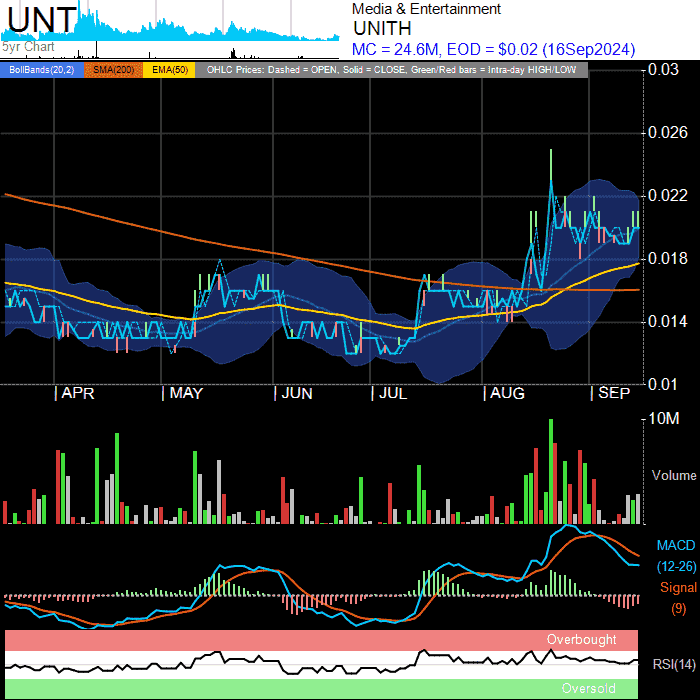 UNT
5yr Chart
Media & Entertainment
UNITH
MC = 24.6M, EOD = $0.02 (16Sep2024)
BollBands(20,2) SMA(200) EMA(50) OHLC Prices: Dashed = OPEN, Solid = CLOSE, Green/Red bars = Intra-day HIGH/LOW
0.03
0.026
0.022
0.018
0.014
0.01
| APR | MAY | JUN | JUL | AUG | SEP
10M
Volume
MACD
(12-26)
Signal
(9)
Overbought
RSI(14)
Oversold